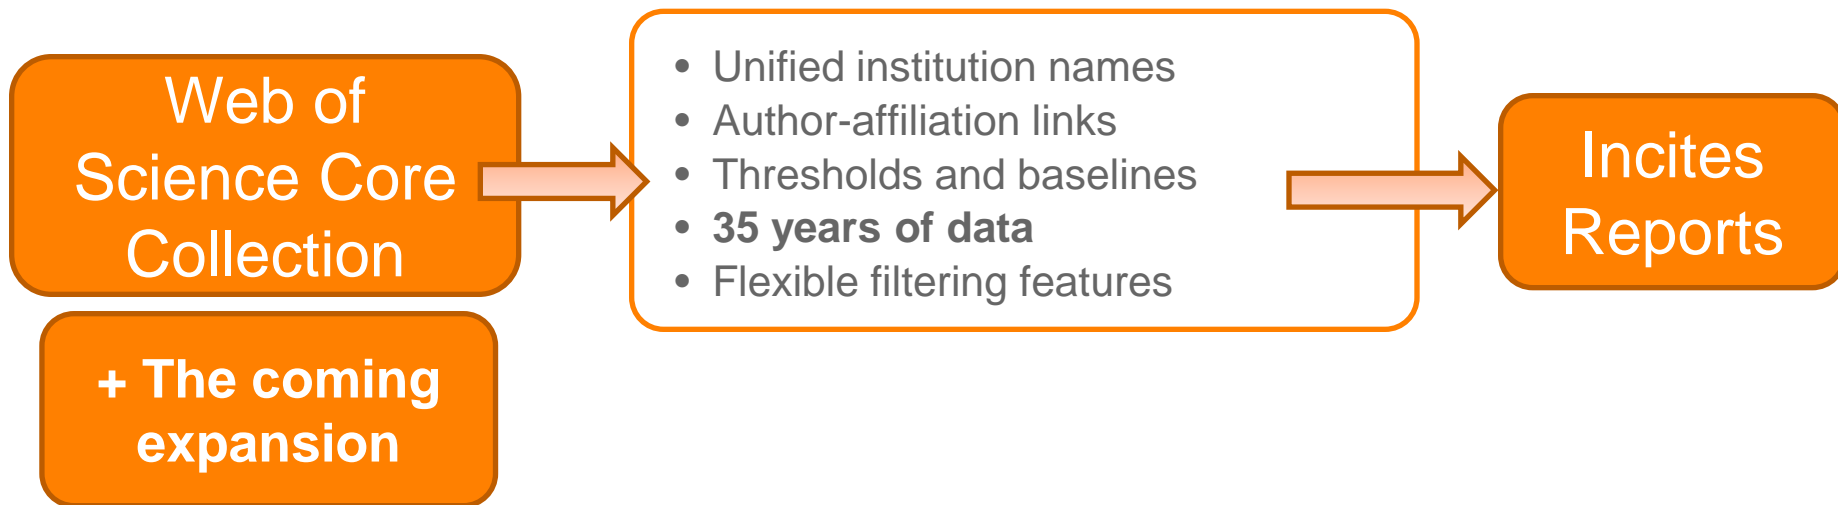 Web of
Science Core
Collection
+ The coming
expansion
• Unified institution names
• Author-affiliation links
• Thresholds and baselines
• 35 years of data
• Flexible filtering features
Incites
Reports